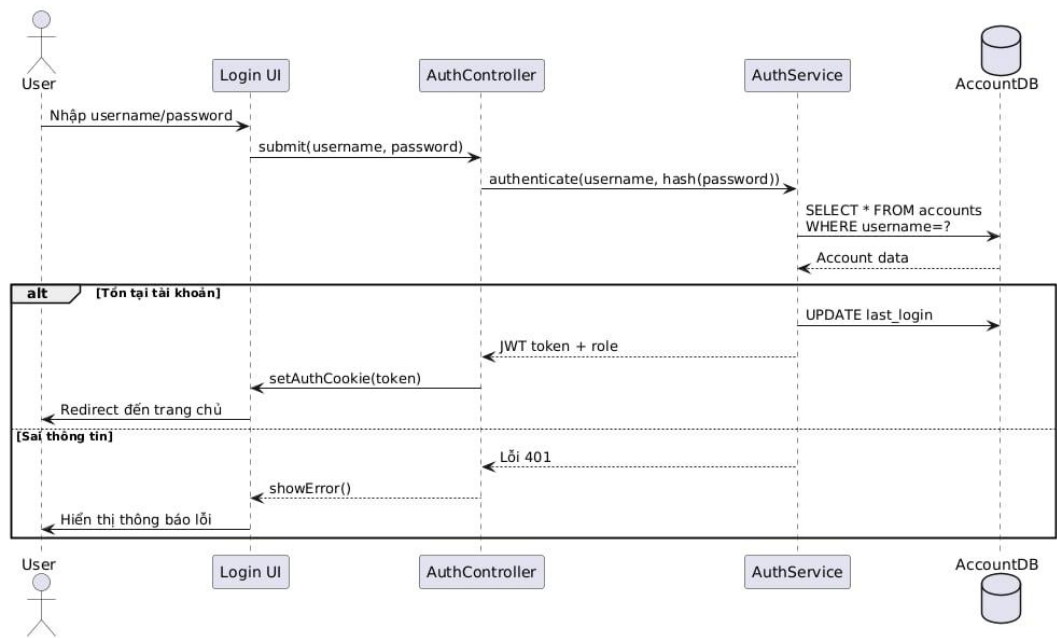 User
Login UI
AuthController
AuthService
AccountDB
Nhập username/password
submit(username, password)
authenticate(username, hash(password))
SELECT * FROM accounts
WHERE username=?
Account data
alt
[Tồn tại tài khoản]
UPDATE last_login
JWT token + role
setAuthCookie(token)
Redirect đến trang chủ
[Sai thông tin]
Lỗi 401
showError()
Hiển thị thông báo lỗi
User
Login UI
AuthController
AuthService
AccountDB